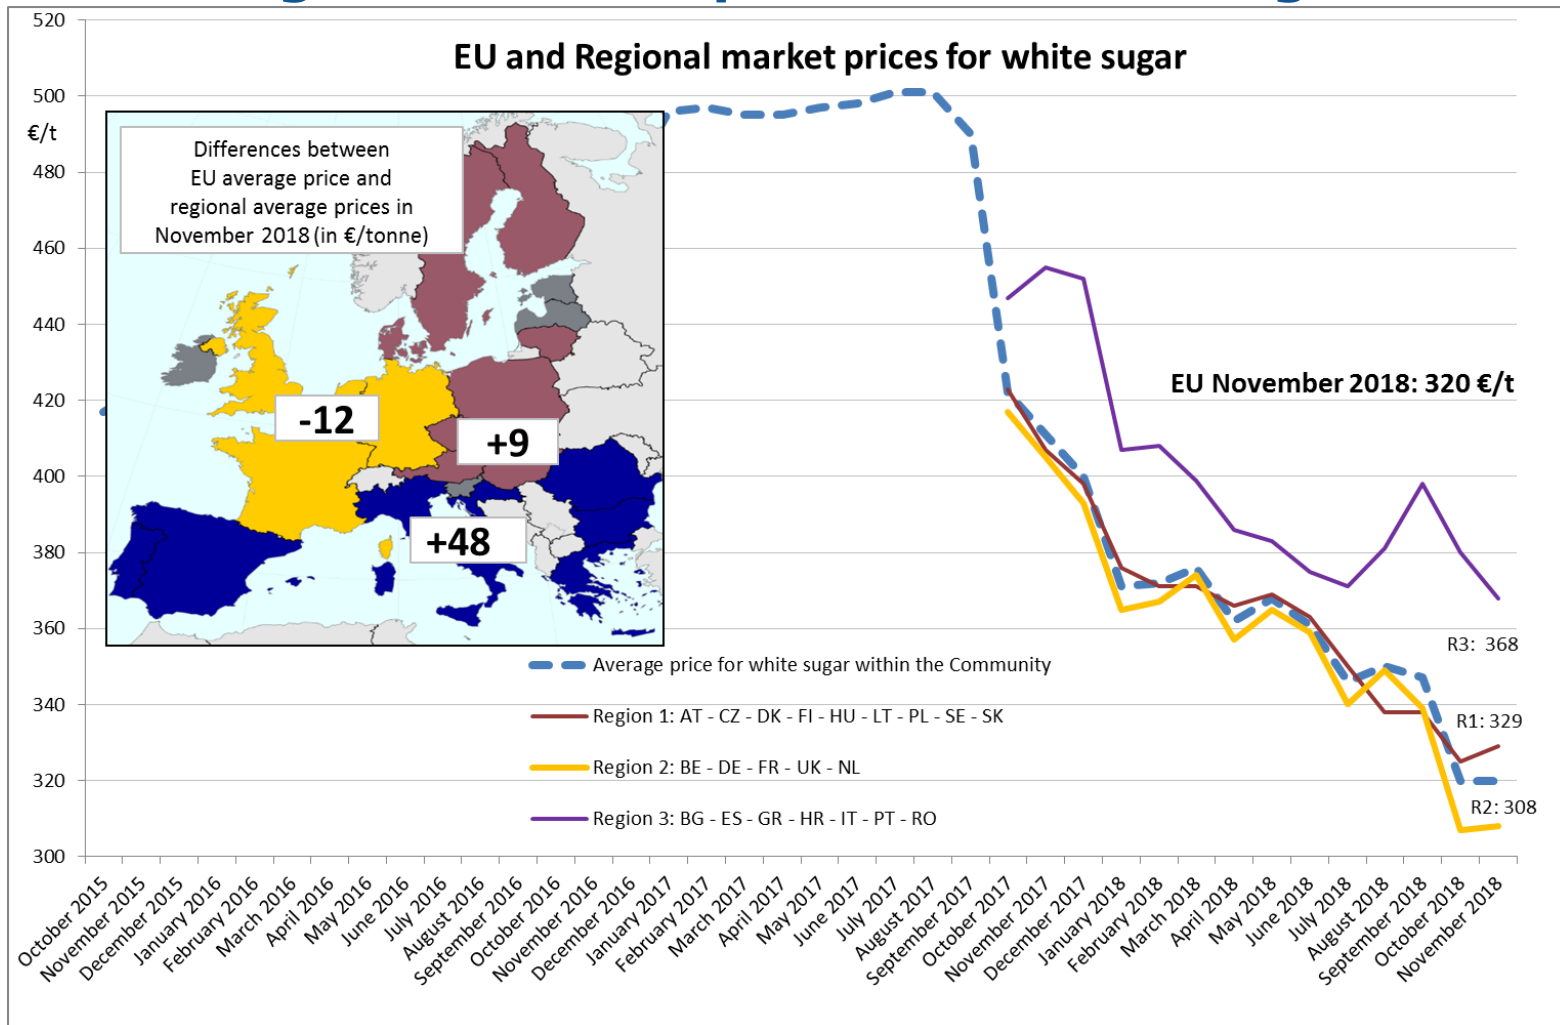 EU and Regional market prices for white sugar
520
500
€/t
480
460
440
420
400
380
360
340
320
300
Differences between
EU average price and
regional average prices in
November 2018 (in €/tonne)
-12
+9
+48
EU November 2018: 320 €/t
R3: 368
R1: 329
R2: 308
Average price for white sugar within the Community
Region 1: AT - CZ - DK - FI - HU - LT - PL - SE - SK
Region 2: BE - DE - FR - UK - NL
Region 3: BG - ES - GR - HR - IT - PT - RO
October 2015
November 2015
December 2015
January 2016
February 2016
March 2016
April 2016
May 2016
June 2016
July 2016
August 2016
September 2016
October 2016
November 2016
December 2016
January 2017
February 2017
March 2017
April 2017
May 2017
June 2017
July 2017
August 2017
September 2017
October 2017
November 2017
December 2017
January 2018
February 2018
March 2018
April 2018
May 2018
June 2018
July 2018
August 2018
September 2018
October 2018
November 2018